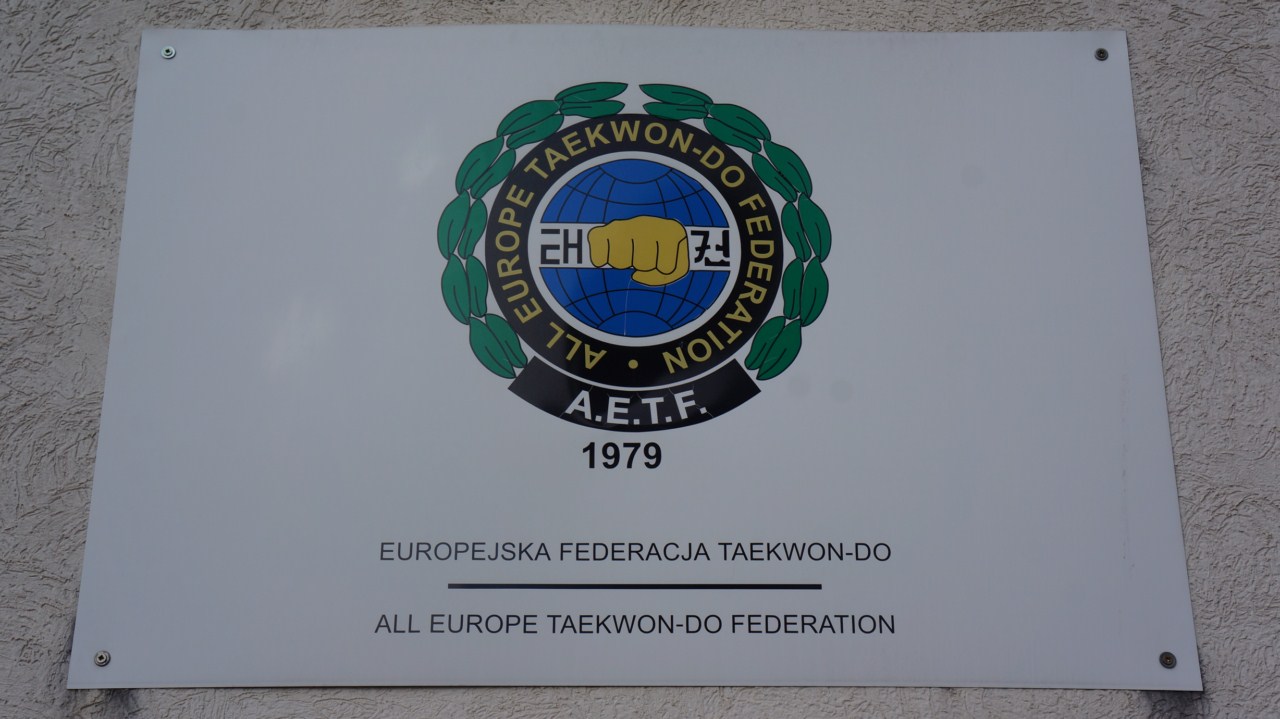 ALL EUROPE TAEKWON-DO FEDERATION •
태 권
A.E.T.F.
1979
EUROPEJSKA FEDERACJA TAEKWON-DO
ALL EUROPE TAEKWON-DO FEDERATION